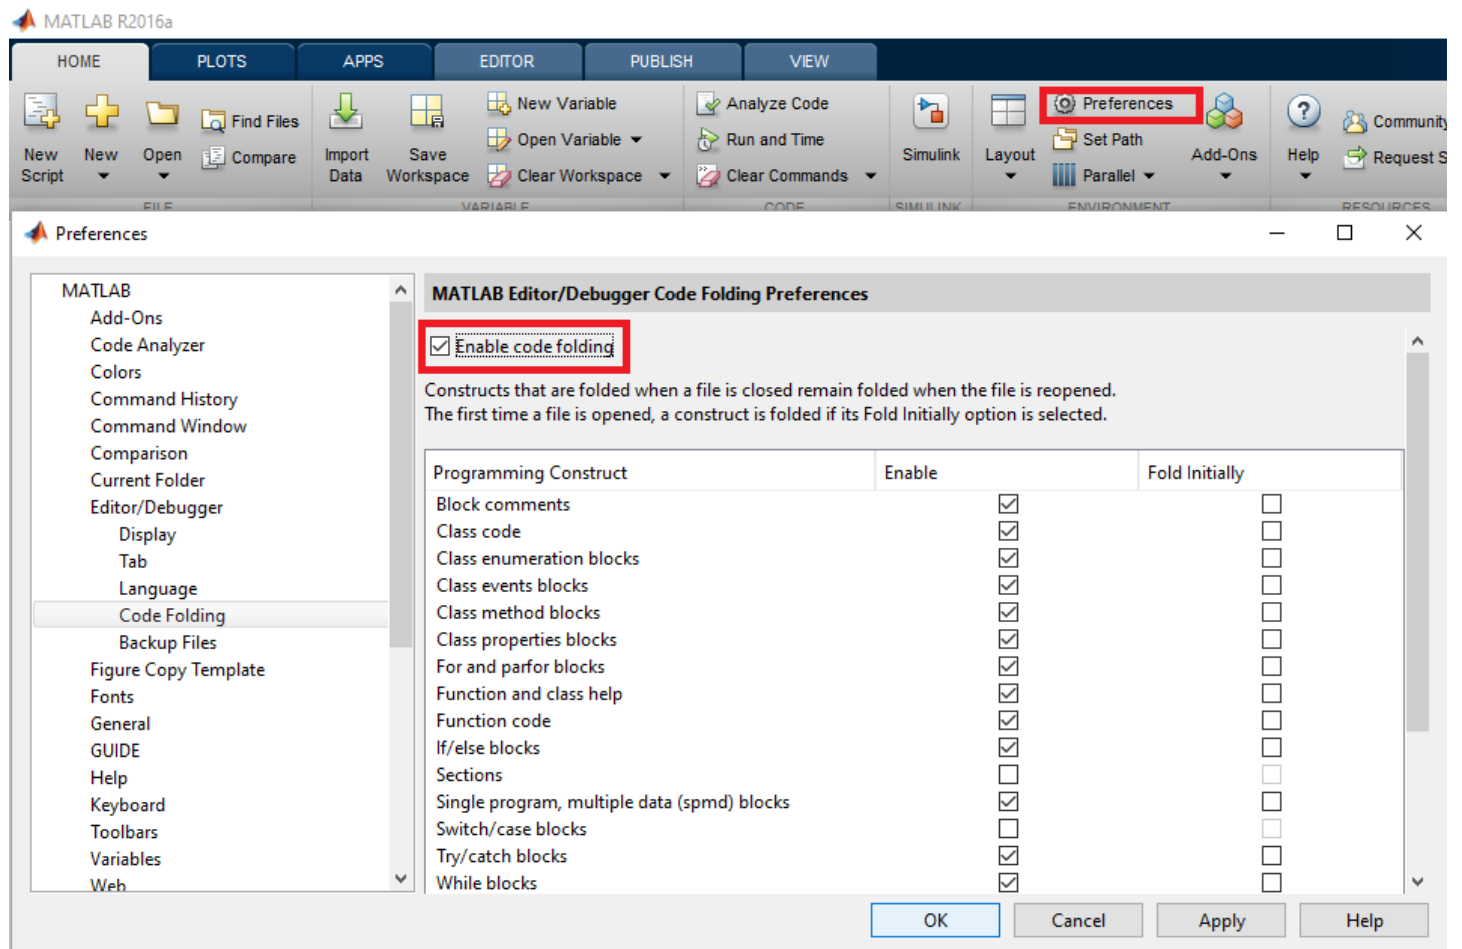 MATLAB R2016a
HOME PLOTS APPS EDITOR PUBLISH VIEW
New Script
New
Open
Find Files
Compare
Import Data
Save Workspace
New Variable
Open Variable
Clear Workspace
Analyze Code
Run and Time
Clear Commands
Simulink
Layout
Preferences
Set Path
Parallel
Add-Ons
Help
Community
Request S
FILE VARIABLE CODE SIMULINK ENVIRONMENT RESOURCES
Preferences
MATLAB
Add-Ons
Code Analyzer
Colors
Command History
Command Window
Comparison
Current Folder
Editor/Debugger
Display
Tab
Language
Code Folding
Backup Files
Figure Copy Template
Fonts
General
GUIDE
Help
Keyboard
Toolbars
Variables
Web
MATLAB Editor/Debugger Code Folding Preferences
Enable code folding
Constructs that are folded when a file is closed remain folded when the file is reopened.
The first time a file is opened, a construct is folded if its Fold Initially option is selected.
Programming Construct Enable Fold Initially
Block comments
Class code
Class enumeration blocks
Class events blocks
Class method blocks
Class properties blocks
For and parfor blocks
Function and class help
Function code
If/else blocks
Sections
Single program, multiple data (spmd) blocks
Switch/case blocks
Try/catch blocks
While blocks
OK Cancel Apply Help